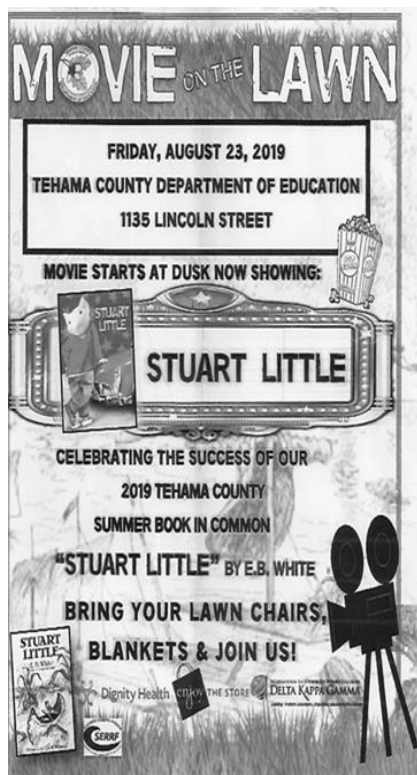 MOVIE ON THE LAWN
FRIDAY, AUGUST 23, 2019
TEHAMA COUNTY DEPARTMENT OF EDUCATION
1135 LINCOLN STREET
MOVIE STARTS AT DUSK NOW SHOWING:
STUART
LITTLE
STUART LITTLE
CELEBRATING THE SUCCESS OF OUR
2019 TEHAMA COUNTY
SUMMER BOOK IN COMMON
"STUART LITTLE" BY E.B. WHITE
BRING YOUR LAWN CHAIRS,
BLANKETS & JOIN US!
STUART
LITTLE
Dignity Health
enjoy THE STORE
DELTA KAPPA GAMMA
SERRF